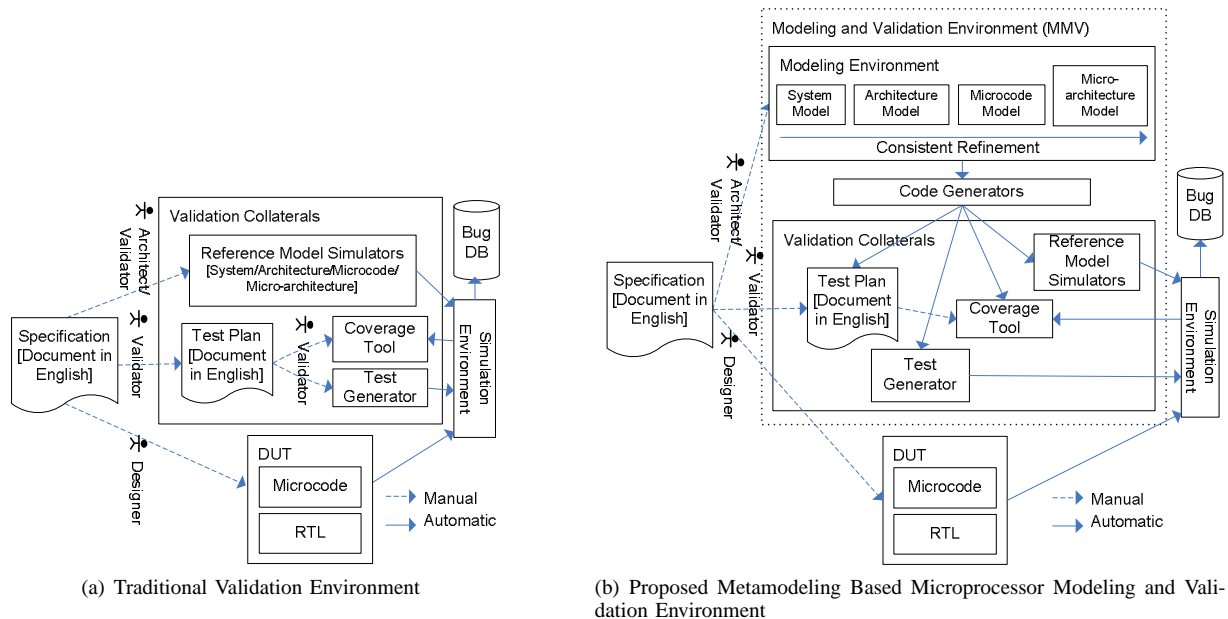 Validation Collaterals
Architect/
Validator
Reference Model Simulators
[System/Architecture/Microcode/
Micro-architecture]
Bug
DB
Specification
[Document in
English]
Validator
Test Plan
[Document
in English]
Validator
Coverage
Tool
Test
Generator
Simulation
Environment
Designer
DUT
Microcode
RTL
Manual
Automatic
(a) Traditional Validation Environment
Modeling and Validation Environment (MMV)
Modeling Environment
System
Model
Architecture
Model
Microcode
Model
Micro-
architecture
Model
Consistent Refinement
Architect/
Validator
Code Generators
Bug
DB
Validation Collaterals
Validator
Reference
Model
Simulators
Specification
[Document in
English]
Test Plan
[Document
in English]
Coverage
Tool
Test
Generator
Simulation
Environment
Designer
DUT
Microcode
RTL
Manual
Automatic
(b) Proposed Metamodeling Based Microprocessor Modeling and Vali-
dation Environment